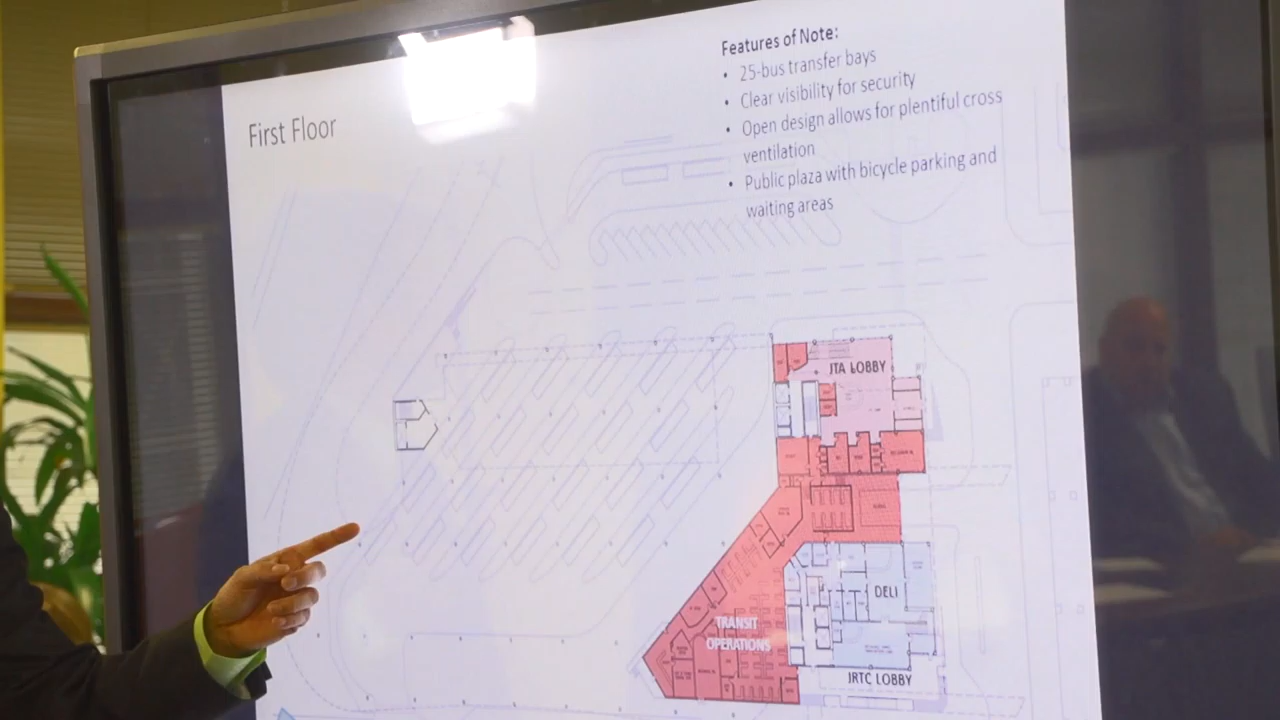 Features of Note:
• 25-bus transfer bays
• Clear visibility for security
First Floor
• Open design allows for plentiful cross
ventilation
• Public plaza with bicycle parking and
waiting areas
JTA LOBBY
DELI
TRANSIT
OPERATIONS
JRTC LOBBY